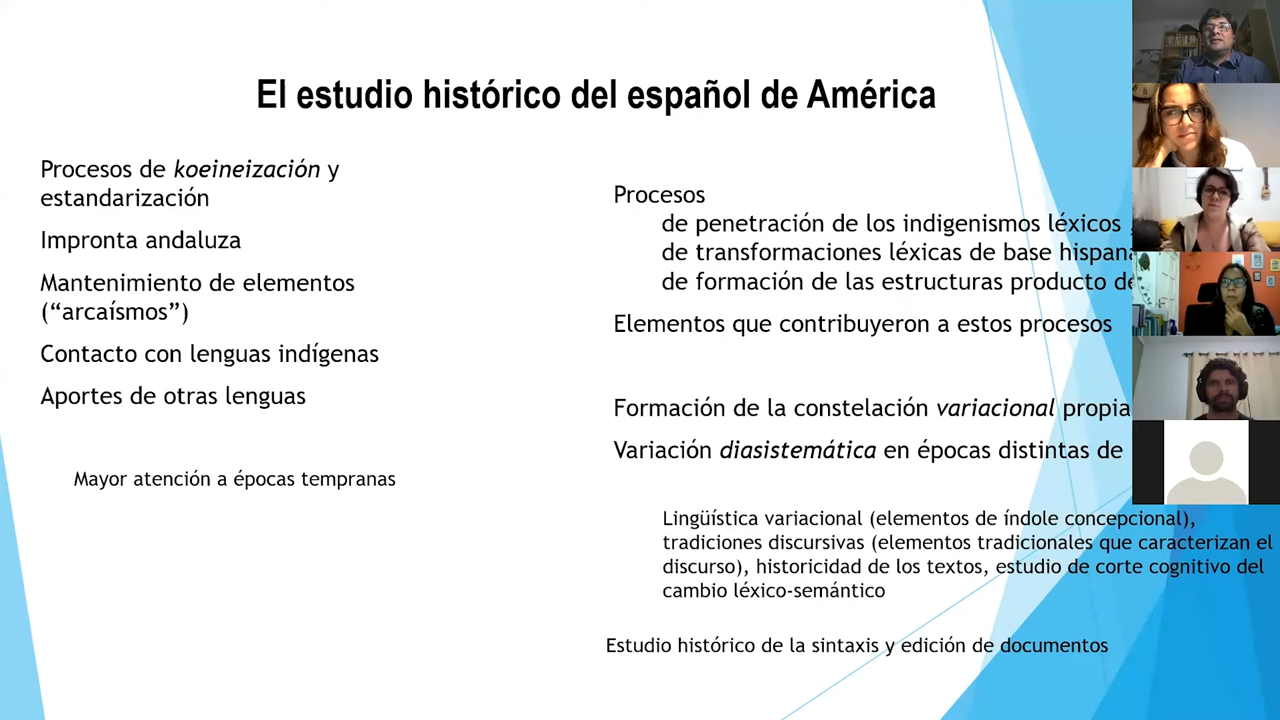 El estudio histórico del español de América
Procesos de koeineización y
estandarización
Impronta andaluza
Mantenimiento de elementos
(“arcaísmos”)
Contacto con lenguas indígenas
Aportes de otras lenguas
Mayor atención a épocas tempranas
Procesos
de penetración de los indigenismos léxicos
de transformaciones léxicas de base hispana
de formación de las estructuras producto de
Elementos que contribuyeron a estos procesos
Formación de la constelación variacional propia
Variación diasistemática en épocas distintas de
Lingüística variacional (elementos de índole concepcional),
tradiciones discursivas (elementos tradicionales que caracterizan el
discurso), historicidad de los textos, estudio de corte cognitivo del
cambio léxico-semántico
Estudio histórico de la sintaxis y edición de documentos